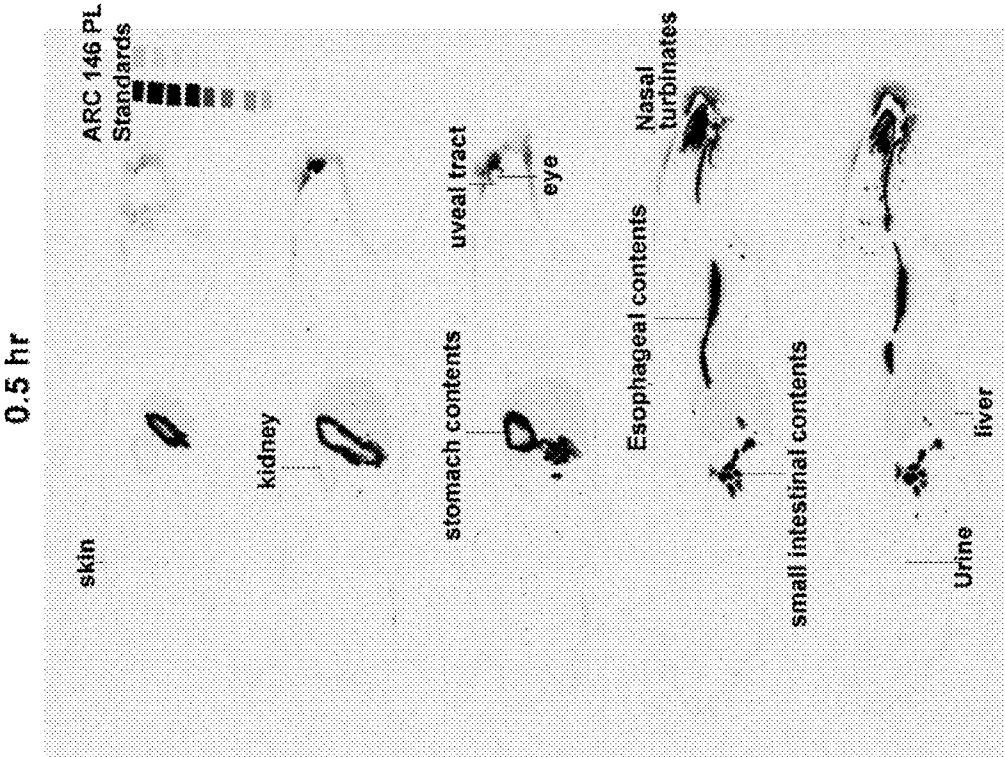 0.5 hr
ARC 146 PL
Standards
skin
kidney
uveal tract
eye
stomach contents
Nasal
turbinates
Esophageal contents
small intestinal contents
liver
Urine